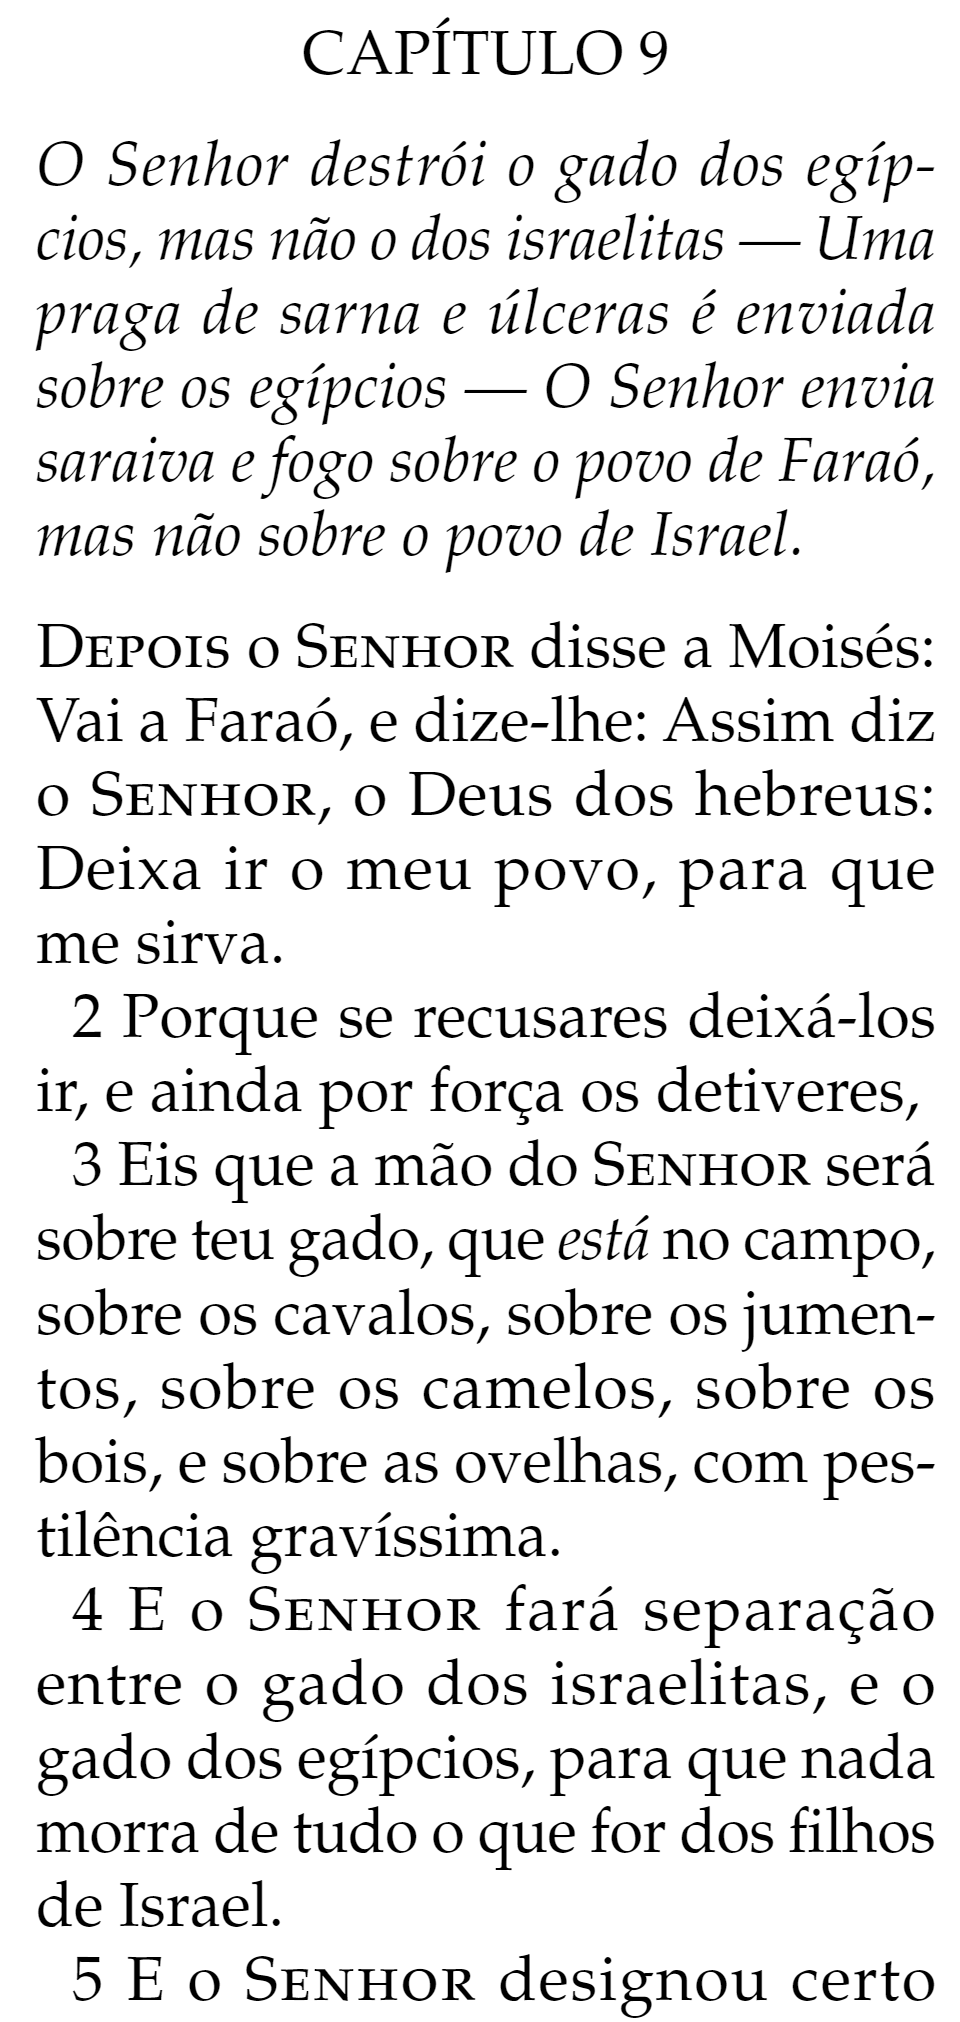 CAPÍTULO 9
O Senhor destrói o gado dos egíp-
cios, mas não o dos israelitas — Uma
praga de sarna e úlceras é enviada
sobre os egípcios — O Senhor envia
saraiva e fogo sobre o povo de Faraó,
mas não sobre o povo de Israel.
DEPOIS o SENHOR disse a Moisés:
Vai a Faraó, e dize-lhe: Assim diz
o SENHOR, o Deus dos hebreus:
Deixa ir o meu povo, para que
me sirva.
2 Porque se recusares deixá-los
ir, e ainda por força os detiveres,
3 Eis que a mão do SENHOR será
sobre teu gado, que está no campo,
sobre os cavalos, sobre os jumen-
tos, sobre os camelos, sobre os
bois, e sobre as ovelhas, com pes-
tilência gravíssima.
4 E o SENHOR fará separação
entre o gado dos israelitas, e o
gado dos egípcios, para que nada
morra de tudo o que for dos filhos
de Israel.
5 E o SENHOR designou certo